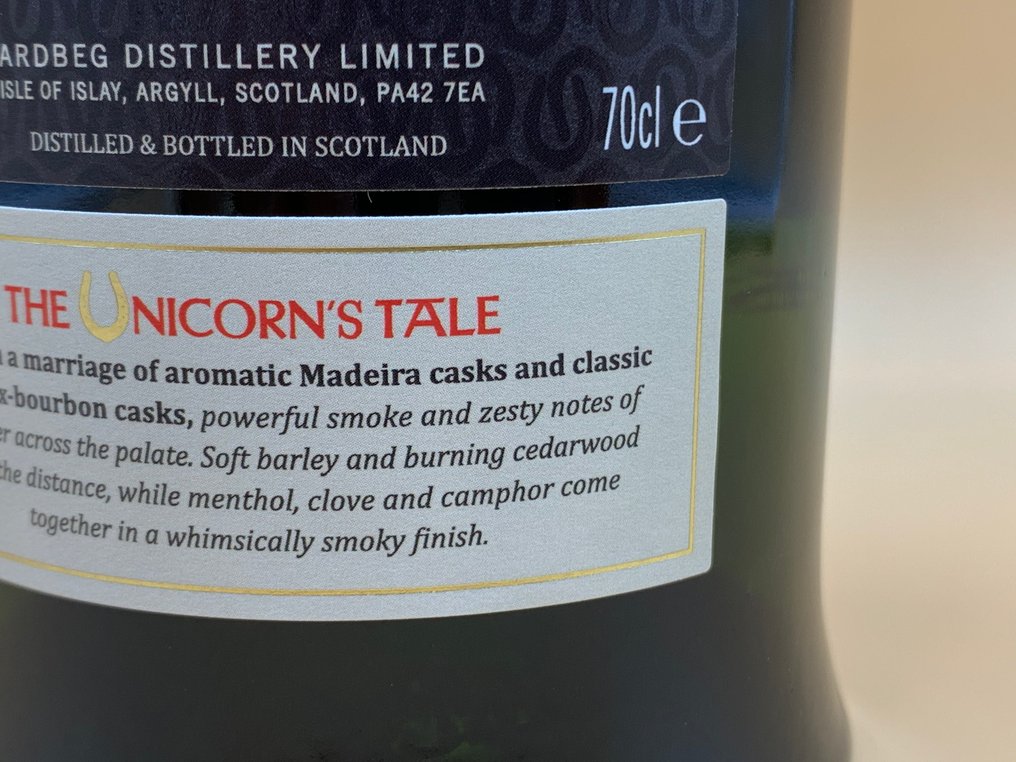 ARDBEG DISTILLERY LIMITED
ISLE OF ISLAY, ARGYLL, SCOTLAND, PA42 7EA
DISTILLED & BOTTLED IN SCOTLAND
70cl e
THE UNICORN'S TALE
a marriage of aromatic Madeira casks and classic
x-bourbon casks, powerful smoke and zesty notes of
across the palate. Soft barley and burning cedarwood
the distance, while menthol, clove and camphor come
together in a whimsically smoky finish.